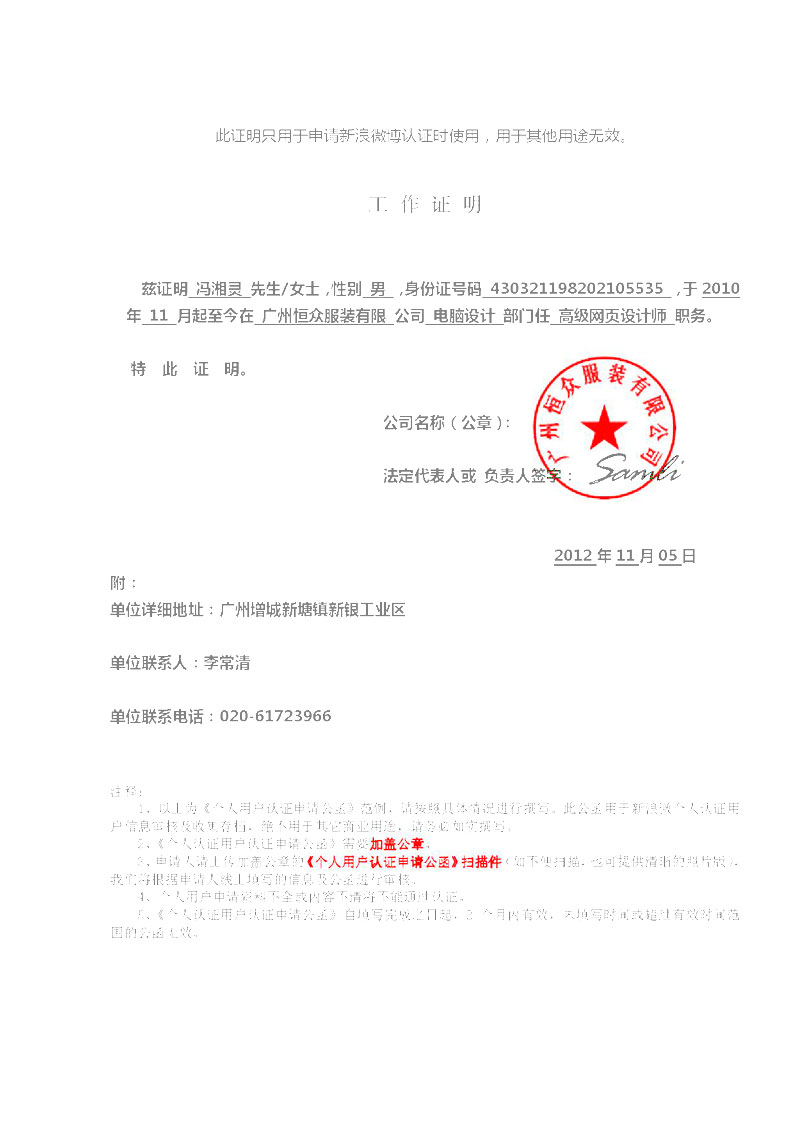 此证明只用于申请新浪微博认证时使用，用于其他用途无效。
工 作 证 明
兹证明 冯湘灵 先生/女士，性别 男 ,身份证号码 430321198202105535 ，于 2010
年 11 月起至今在 广州恒众服装有限 公司 电脑设计 部门任 高级网页设计师 职务。
特 此 证 明。
公司名称（公章）：
广州恒众服装有限公司
法定代表人或 负责人签字：
Samli
2012 年 11 月 05 日
附：
单位详细地址：广州增城新塘镇新银工业区
单位联系人：李常清
单位联系电话：020-61723966
注释：
1、以上为《个人用户认证申请公函》范例，请按照具体情况进行撰写。此公函用于新浪微个人认证用
户信息审核及收集存档，绝不用于其它商业用途，请务必如实撰写。
2、《个人认证用户认证申请公函》需要加盖公章。
3、申请人请上传加盖公章的《个人用户认证申请公函》扫描件（如不便扫描，也可提供清晰的照片版），
我们将根据申请人线上填写的信息及公函进行审核。
4、个人用户申请资料不全或内容不清将不能通过认证。
5、《个人认证用户认证申请公函》自填写完成之日起，3 个月内有效，未填写时间或超过有效时间范
围的公函无效。